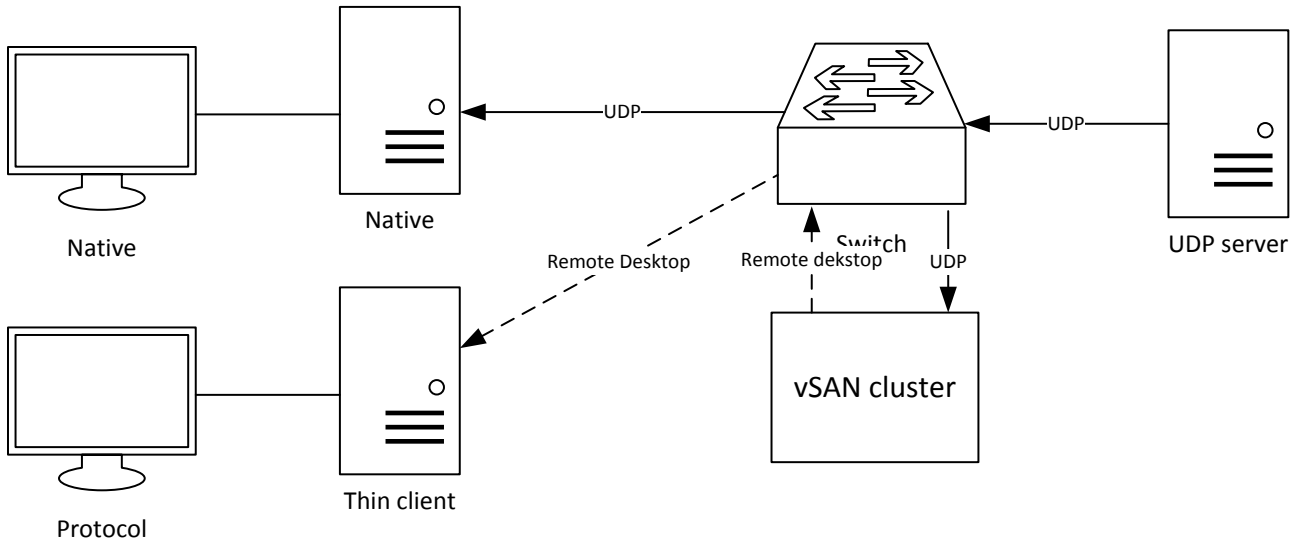 UDP
UDP
Native
Native
Switch
UDP server
Remote Desktop
Remote dekstop
UDP
vSAN cluster
Thin client
Protocol